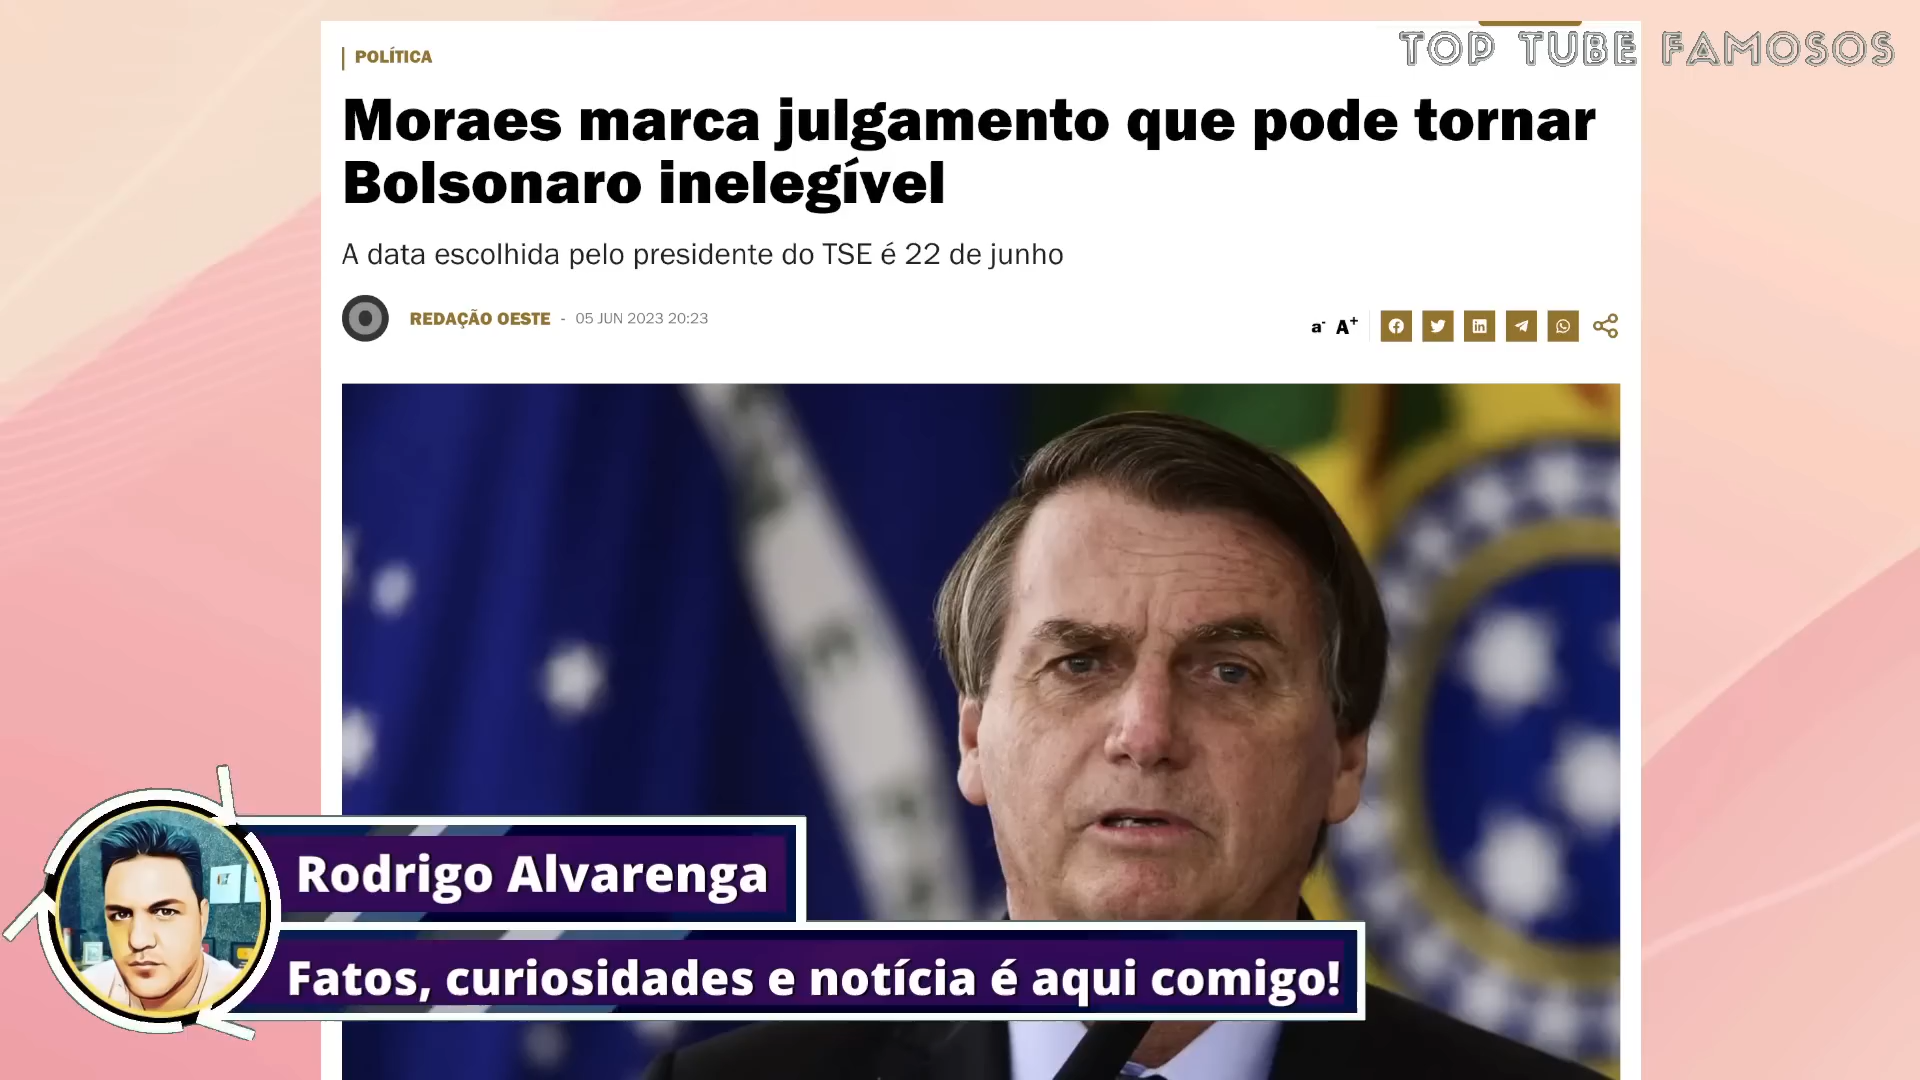 TOP TUBE FAMOSOS
POLÍTICA
Moraes marca julgamento que pode tornar
Bolsonaro inelegível
A data escolhida pelo presidente do TSE é 22 de junho
REDAÇÃO OESTE - 05 JUN 2023 20:23
a- A+
Rodrigo Alvarenga
Fatos, curiosidades e notícia é aqui comigo!